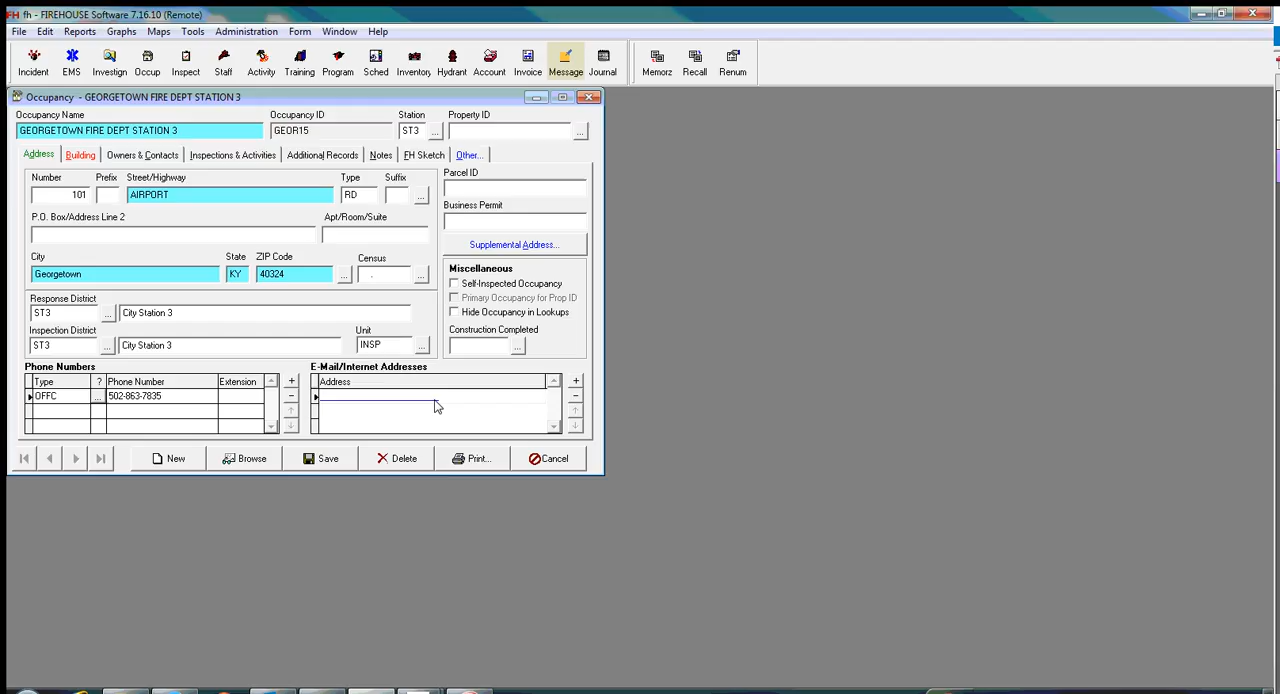 FH fh - FIREHOUSE Software 7.16.10 (Remote)
File Edit Reports Graphs Maps Tools Administration Form Window Help
Incident EMS Investign Occup Inspect Staff Activity Training Program Sched Inventory Hydrant Account Invoice Message Journal Memorz Recall Renum
Occupancy - GEORGETOWN FIRE DEPT STATION 3
Occupancy Name Occupancy ID Station Property ID
GEORGETOWN FIRE DEPT STATION 3 GEOR15 ST3 ...
Address Building Owners & Contacts Inspections & Activities Additional Records Notes FH Sketch Other...
Number Prefix Street/Highway Type Suffix
101 AIRPORT RD ...
Parcel ID
P.O. Box/Address Line 2 Apt/Room/Suite
Business Permit
Supplemental Address...
City State ZIP Code Census
Georgetown KY 40324 ... . ...
Miscellaneous
Self-Inspected Occupancy
Primary Occupancy for Prop ID
Hide Occupancy in Lookups
Construction Completed
...
Response District
ST3 ... City Station 3
Inspection District Unit
ST3 ... City Station 3 INSP ...
Phone Numbers E-Mail/Internet Addresses
Type ? Phone Number Extension Address
OFFC ... 502-863-7835
New Browse Save Delete Print... Cancel